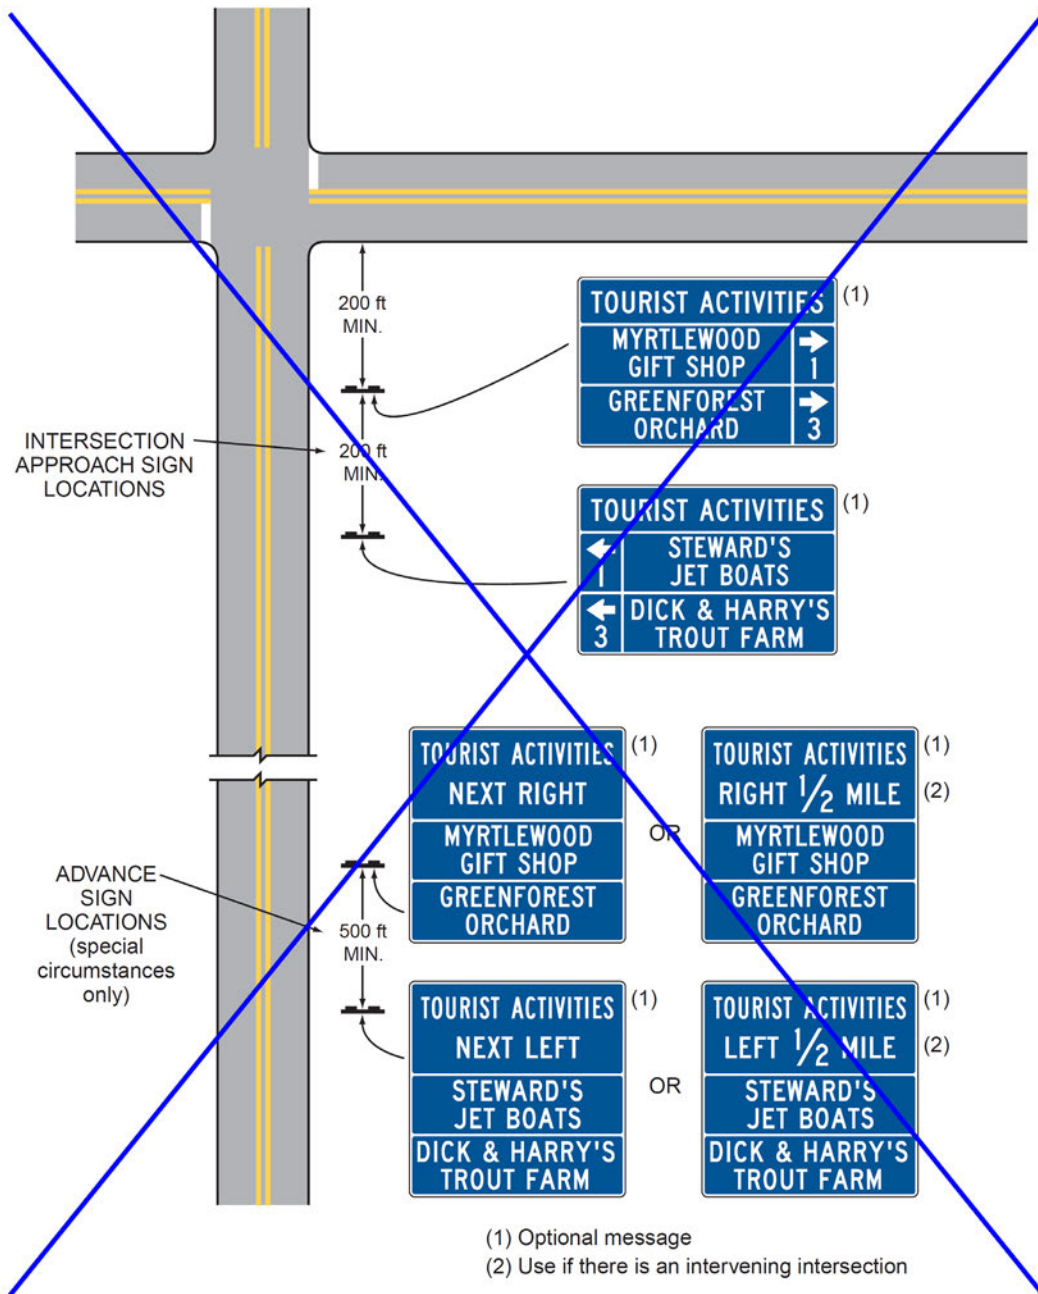 200 ft
MIN.
TOURIST ACTIVITIES (1)
MYRTLEWOOD
GIFT SHOP
1
GREENFOREST
ORCHARD
3
INTERSECTION
APPROACH SIGN
LOCATIONS
200 ft
MIN.
TOURIST ACTIVITIES (1)
STEWARD'S
JET BOATS
1
DICK & HARRY'S
TROUT FARM
3
TOURIST ACTIVITIES (1)
NEXT RIGHT
MYRTLEWOOD
GIFT SHOP
GREENFOREST
ORCHARD
OR
TOURIST ACTIVITIES (1)
RIGHT 1/2 MILE (2)
MYRTLEWOOD
GIFT SHOP
GREENFOREST
ORCHARD
ADVANCE
SIGN
LOCATIONS
(special
circumstances
only)
500 ft
MIN.
TOURIST ACTIVITIES (1)
NEXT LEFT
STEWARD'S
JET BOATS
DICK & HARRY'S
TROUT FARM
OR
TOURIST ACTIVITIES (1)
LEFT 1/2 MILE (2)
STEWARD'S
JET BOATS
DICK & HARRY'S
TROUT FARM
(1) Optional message
(2) Use if there is an intervening intersection